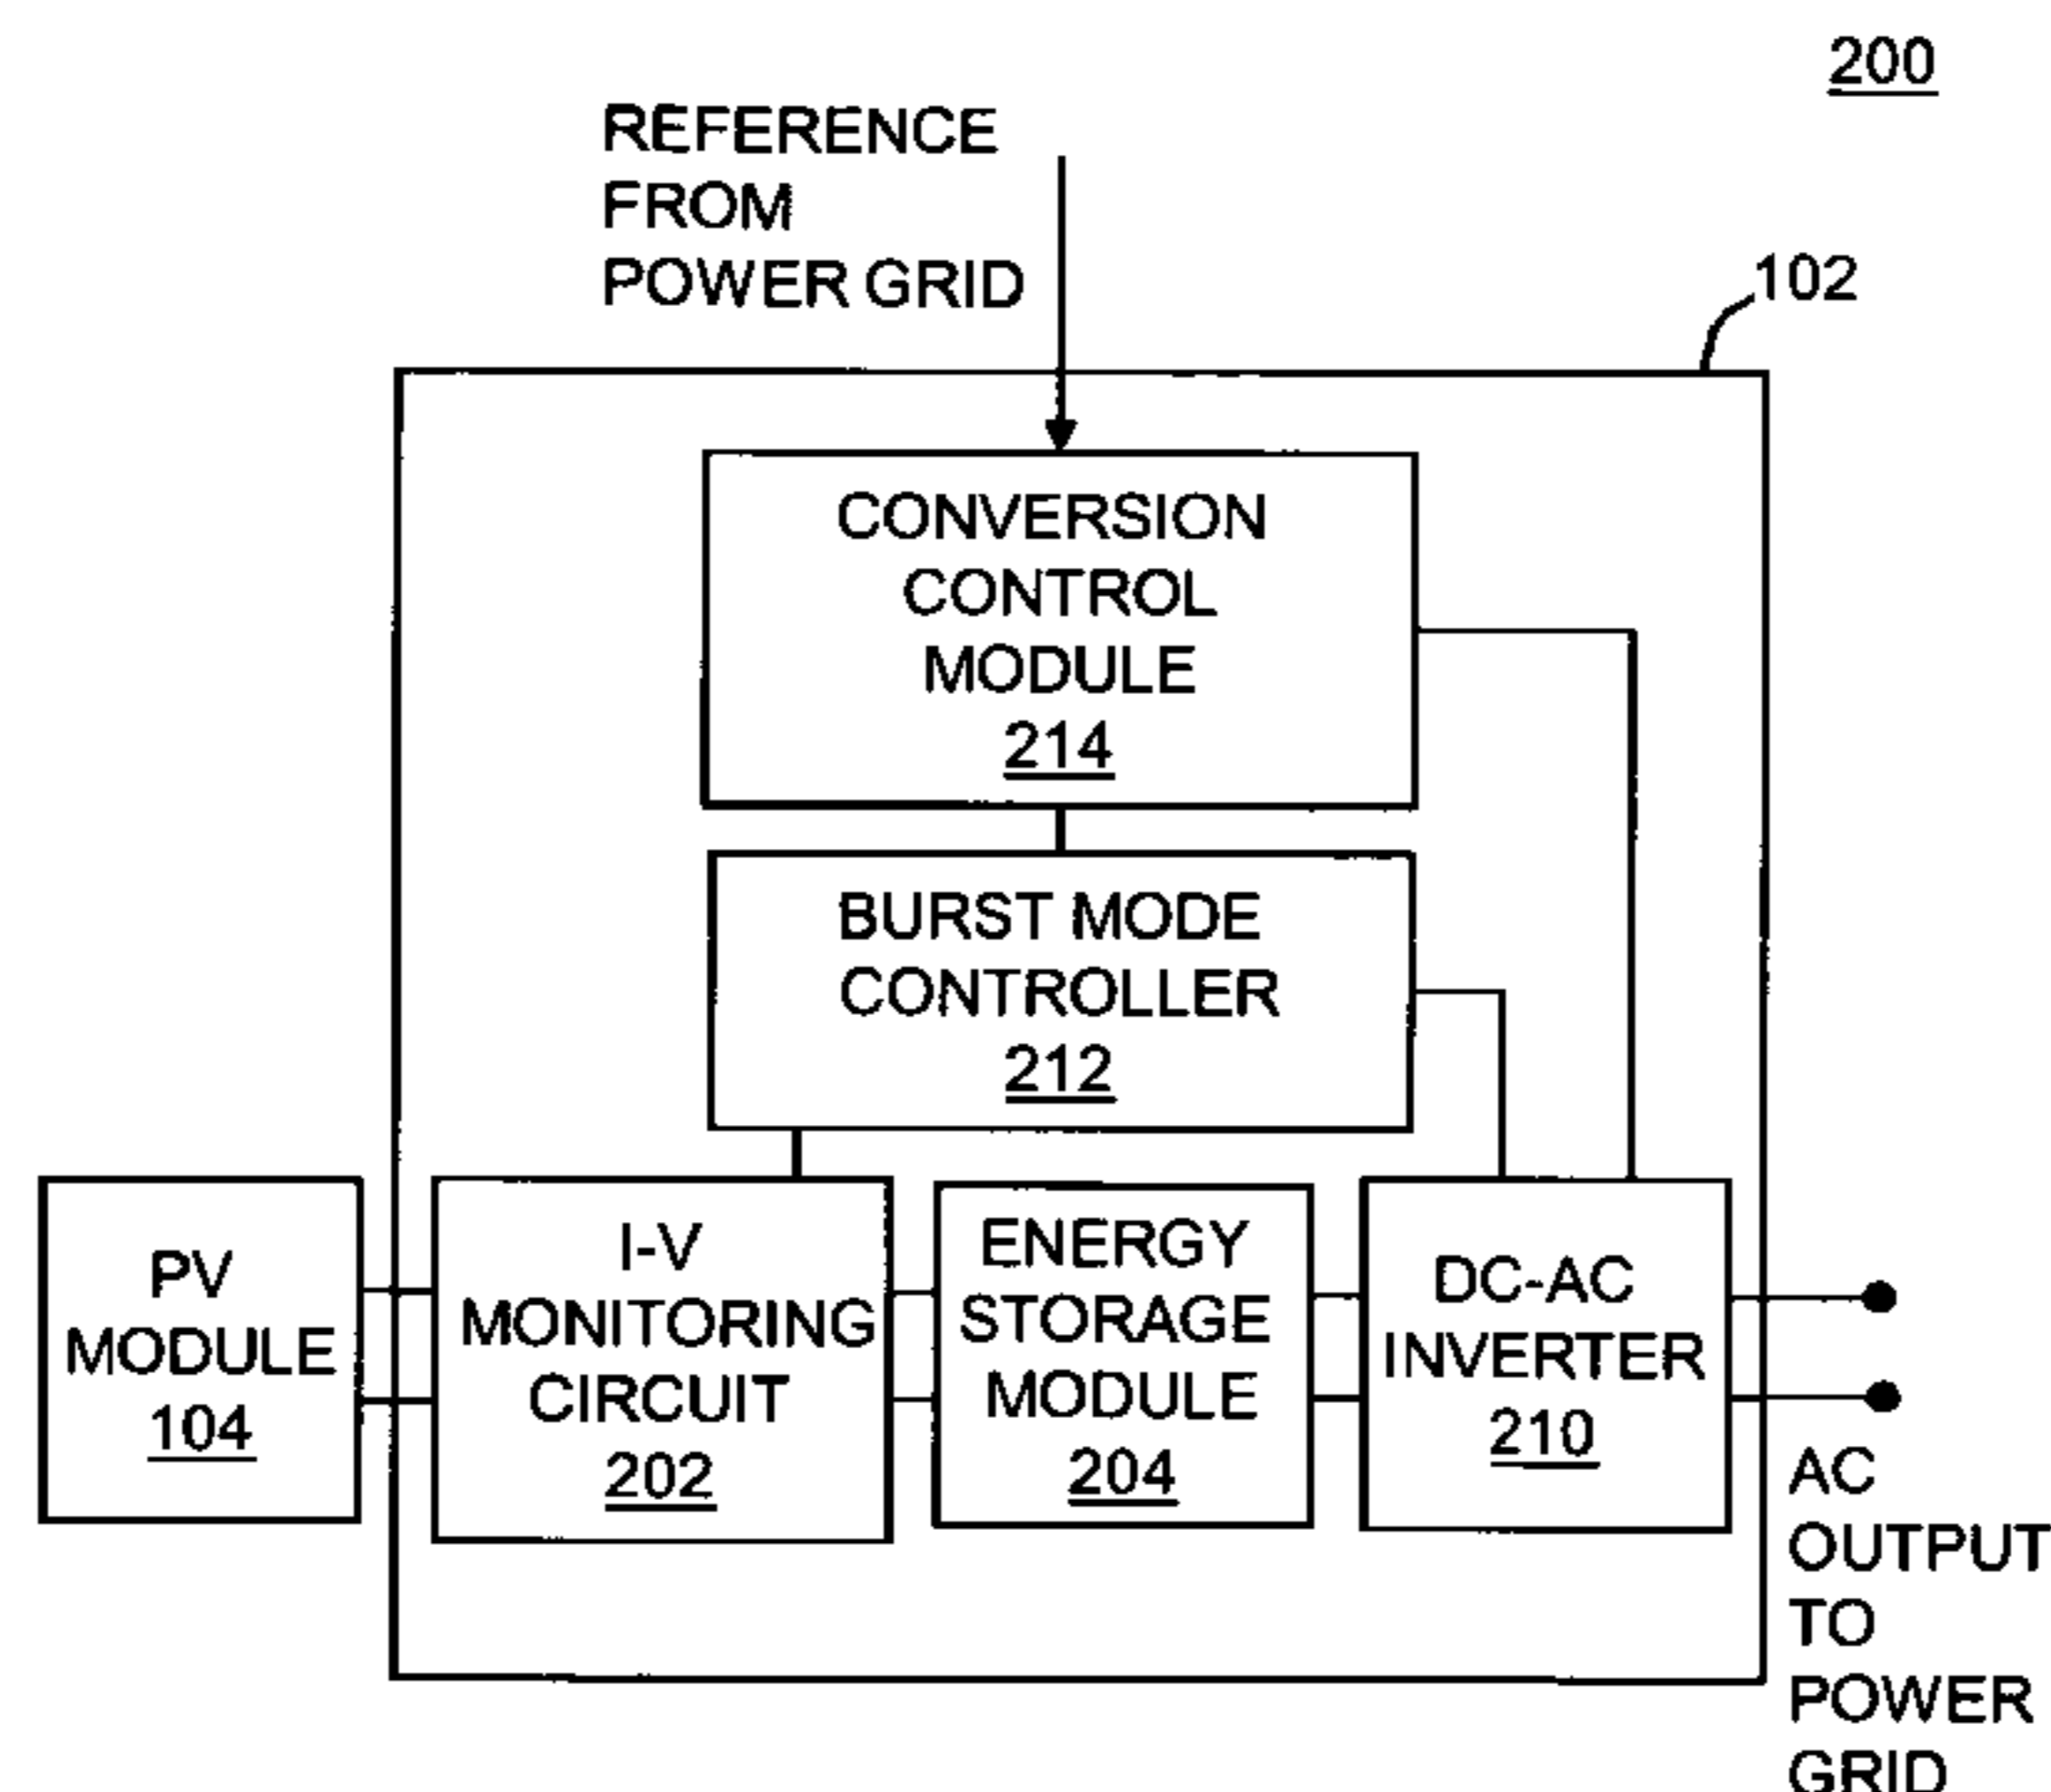 200
REFERENCE
FROM
POWER GRID
102
CONVERSION
CONTROL
MODULE
214
BURST MODE
CONTROLLER
212
PV
MODULE
104
I-V
MONITORING
CIRCUIT
202
ENERGY
STORAGE
MODULE
204
DC-AC
INVERTER
210
AC
OUTPUT
TO
POWER
GRID